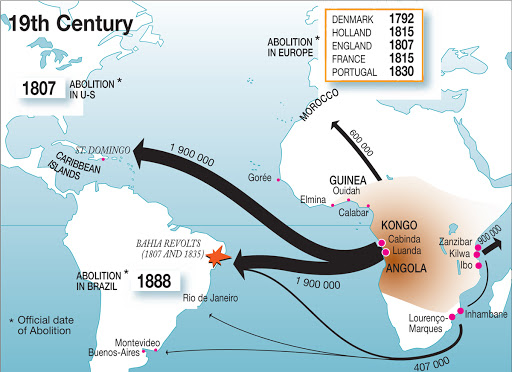 19th Century
1807
ABOLITION *
IN U-S
ABOLITION *
IN EUROPE
DENMARK 1792
HOLLAND 1815
ENGLAND 1807
FRANCE 1815
PORTUGAL 1830
MOROCCO
600 000
ST. DOMINGO
1 900 000
CARIBBEAN
ISLANDS
Gorée
GUINEA
Ouidah
Elmina
Calabar
KONGO
Cabinda
Luanda
ANGOLA
Zanzibar
Kilwa
Ibo
900 000
BAHIA REVOLTS
(1807 AND 1835)
ABOLITION *
IN BRAZIL
1888
1 900 000
Rio de Janeiro
Inhambane
Lourenço-
Marques
* Official date
of Abolition
Montevideo
Buenos-Aires
407 000